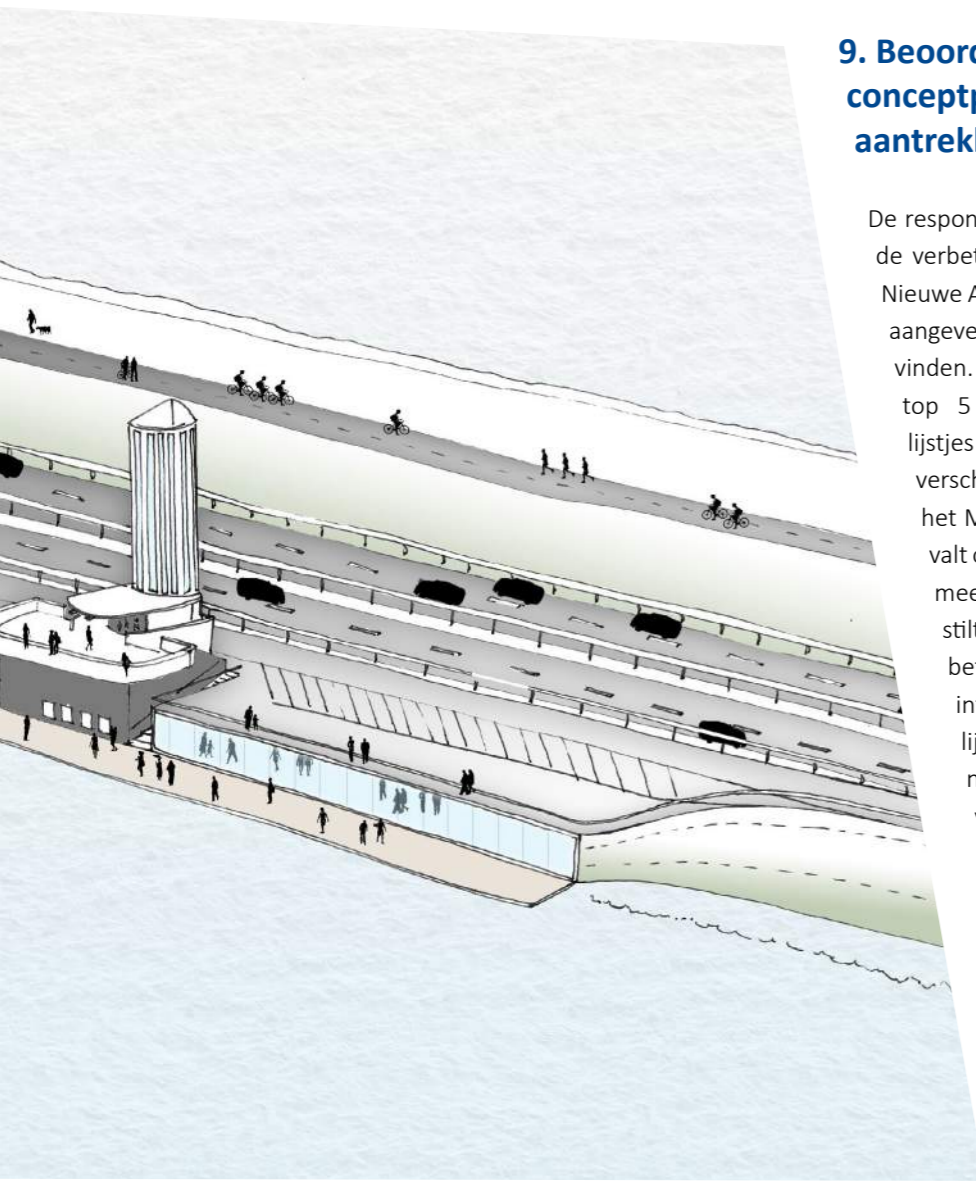 9. Beoord
conceptp
aantrekl
De respon
de verbet
Nieuwe A
aangeve
vinden.
top 5
lijstjes
versch
het M
valt o
mee
stilt
bet
in
lij
n
v